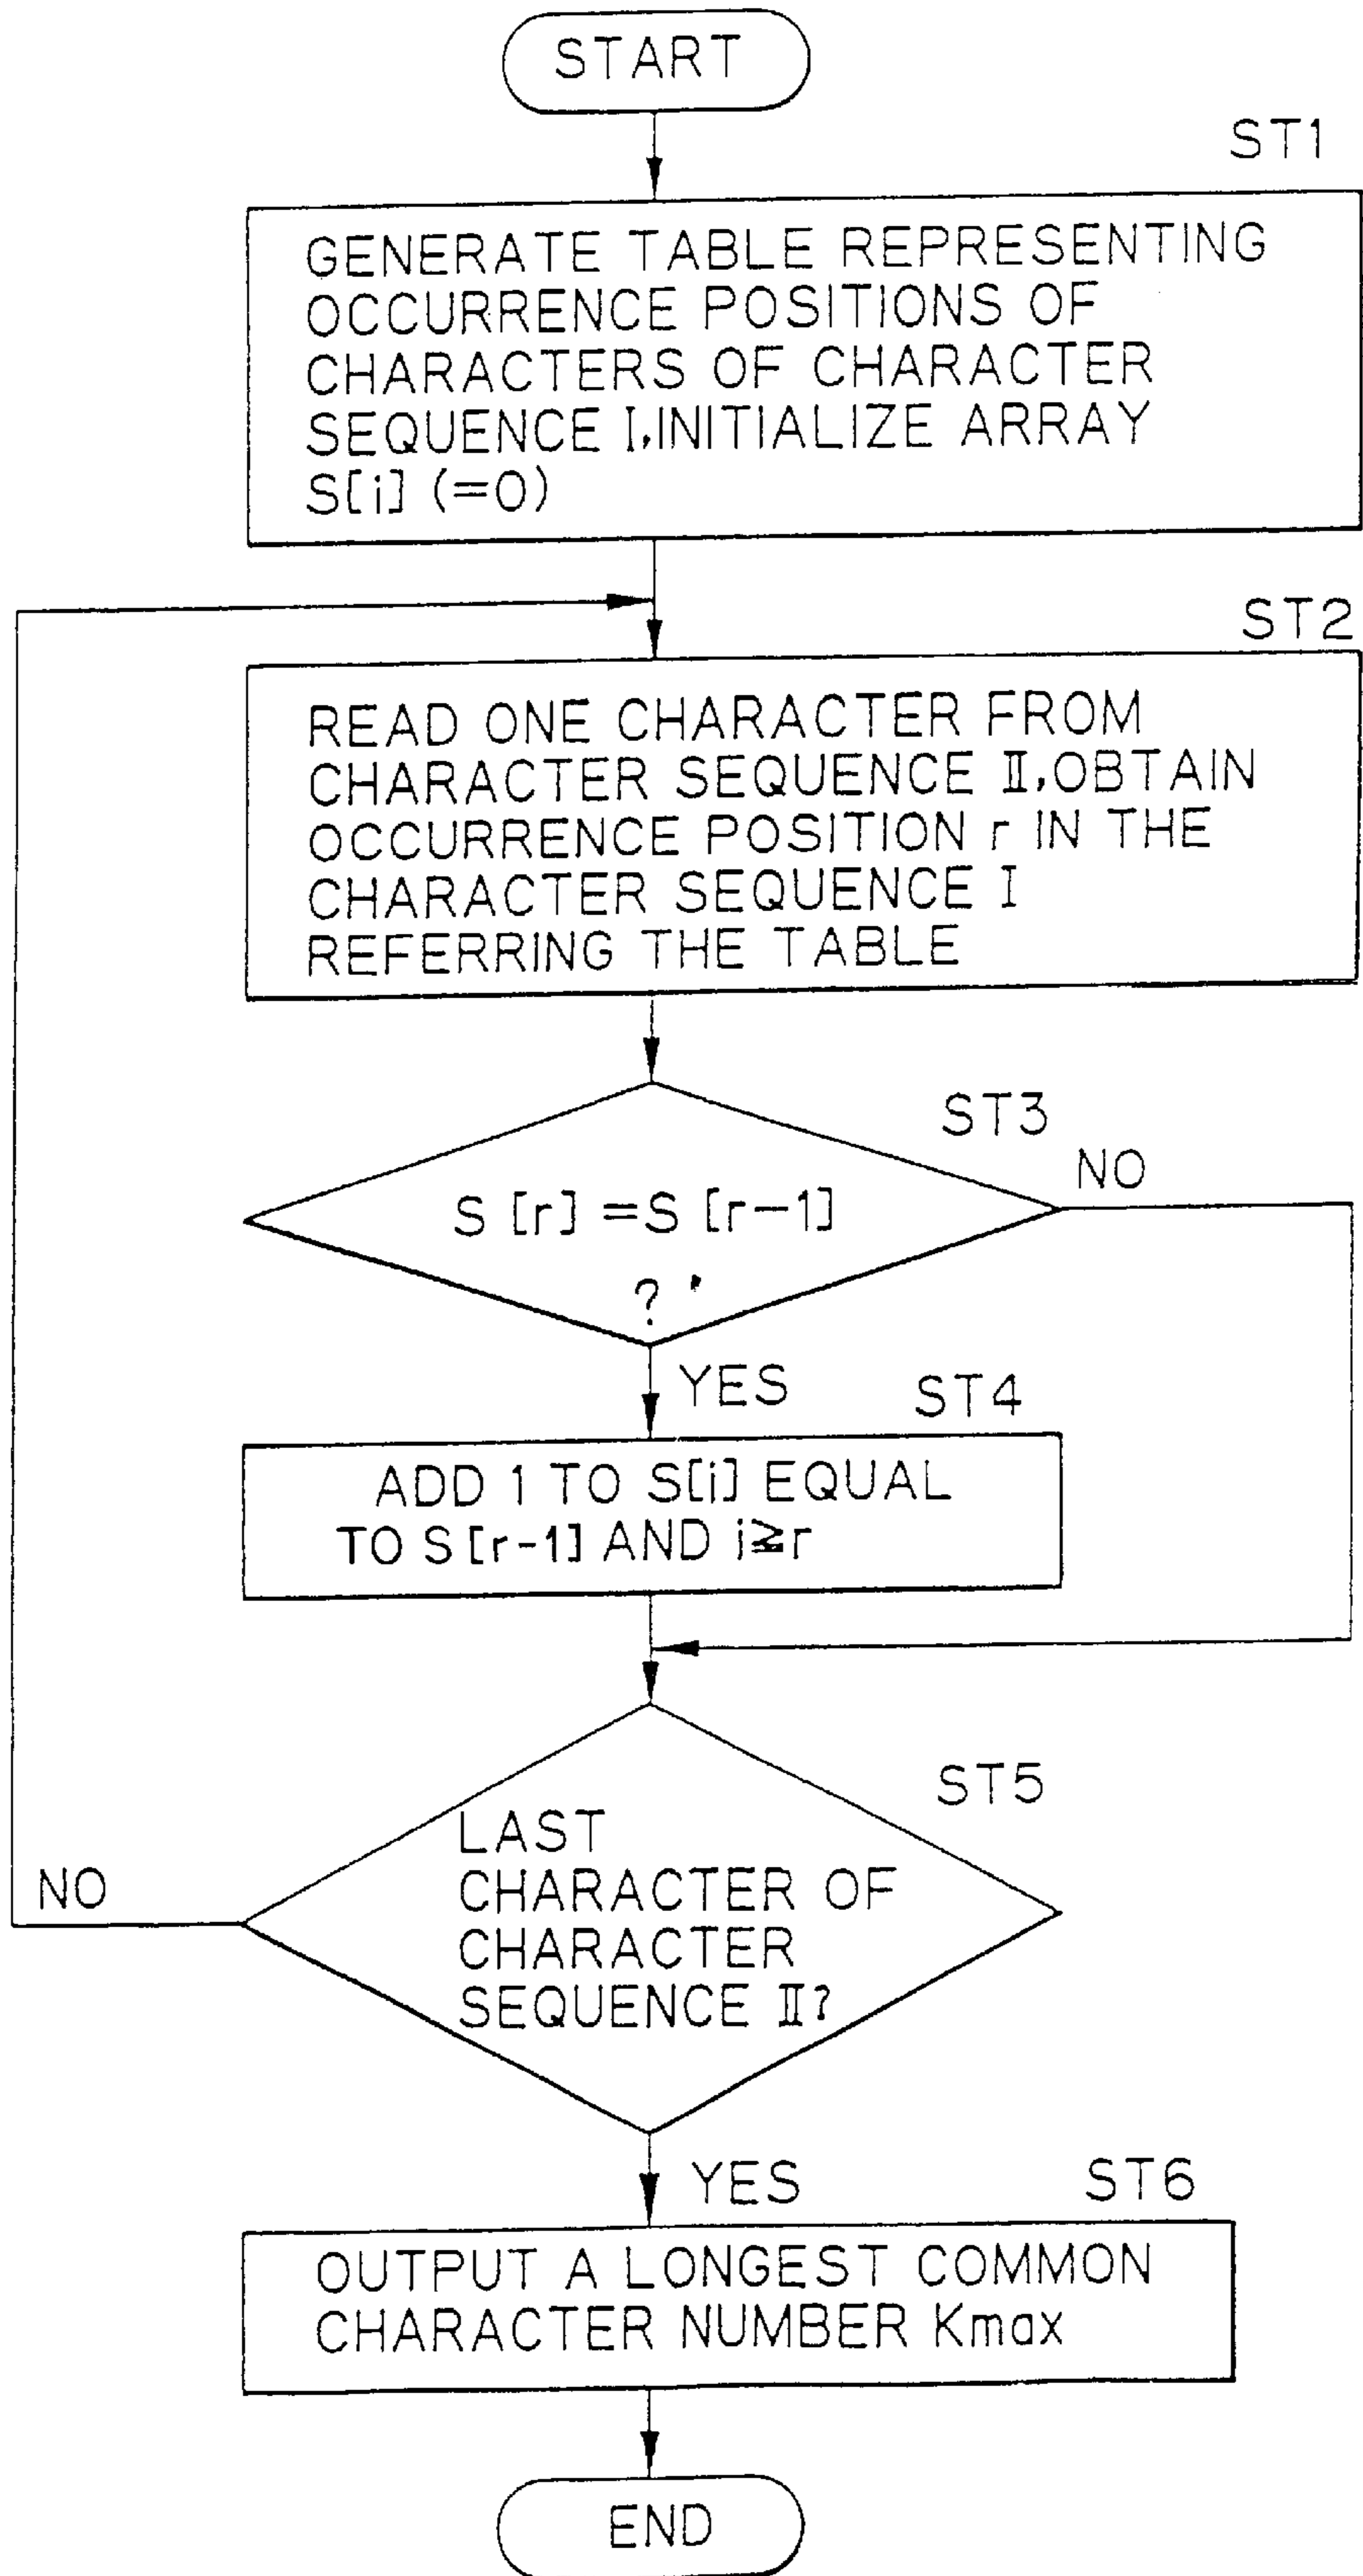 START
ST1
GENERATE TABLE REPRESENTING
OCCURRENCE POSITIONS OF
CHARACTERS OF CHARACTER
SEQUENCE I,INITIALIZE ARRAY
S[i] (=0)
ST2
READ ONE CHARACTER FROM
CHARACTER SEQUENCE II,OBTAIN
OCCURRENCE POSITION r IN THE
CHARACTER SEQUENCE I
REFERRING THE TABLE
ST3
NO
S [r] =S [r-1]
?
YES
ST4
ADD 1 TO S[i] EQUAL
TO S[r-1] AND i≧r
ST5
LAST
CHARACTER OF
CHARACTER
SEQUENCE II?
NO
YES
ST6
OUTPUT A LONGEST COMMON
CHARACTER NUMBER Kmax
END